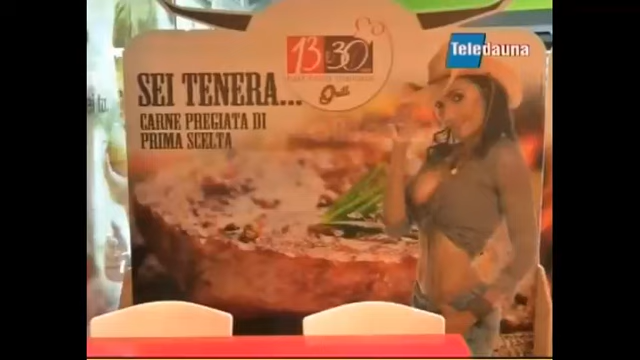 13 e 30
Teledauna
SEI TENERA...
CARNE PREGIATA DI
PRIMA SCELTA